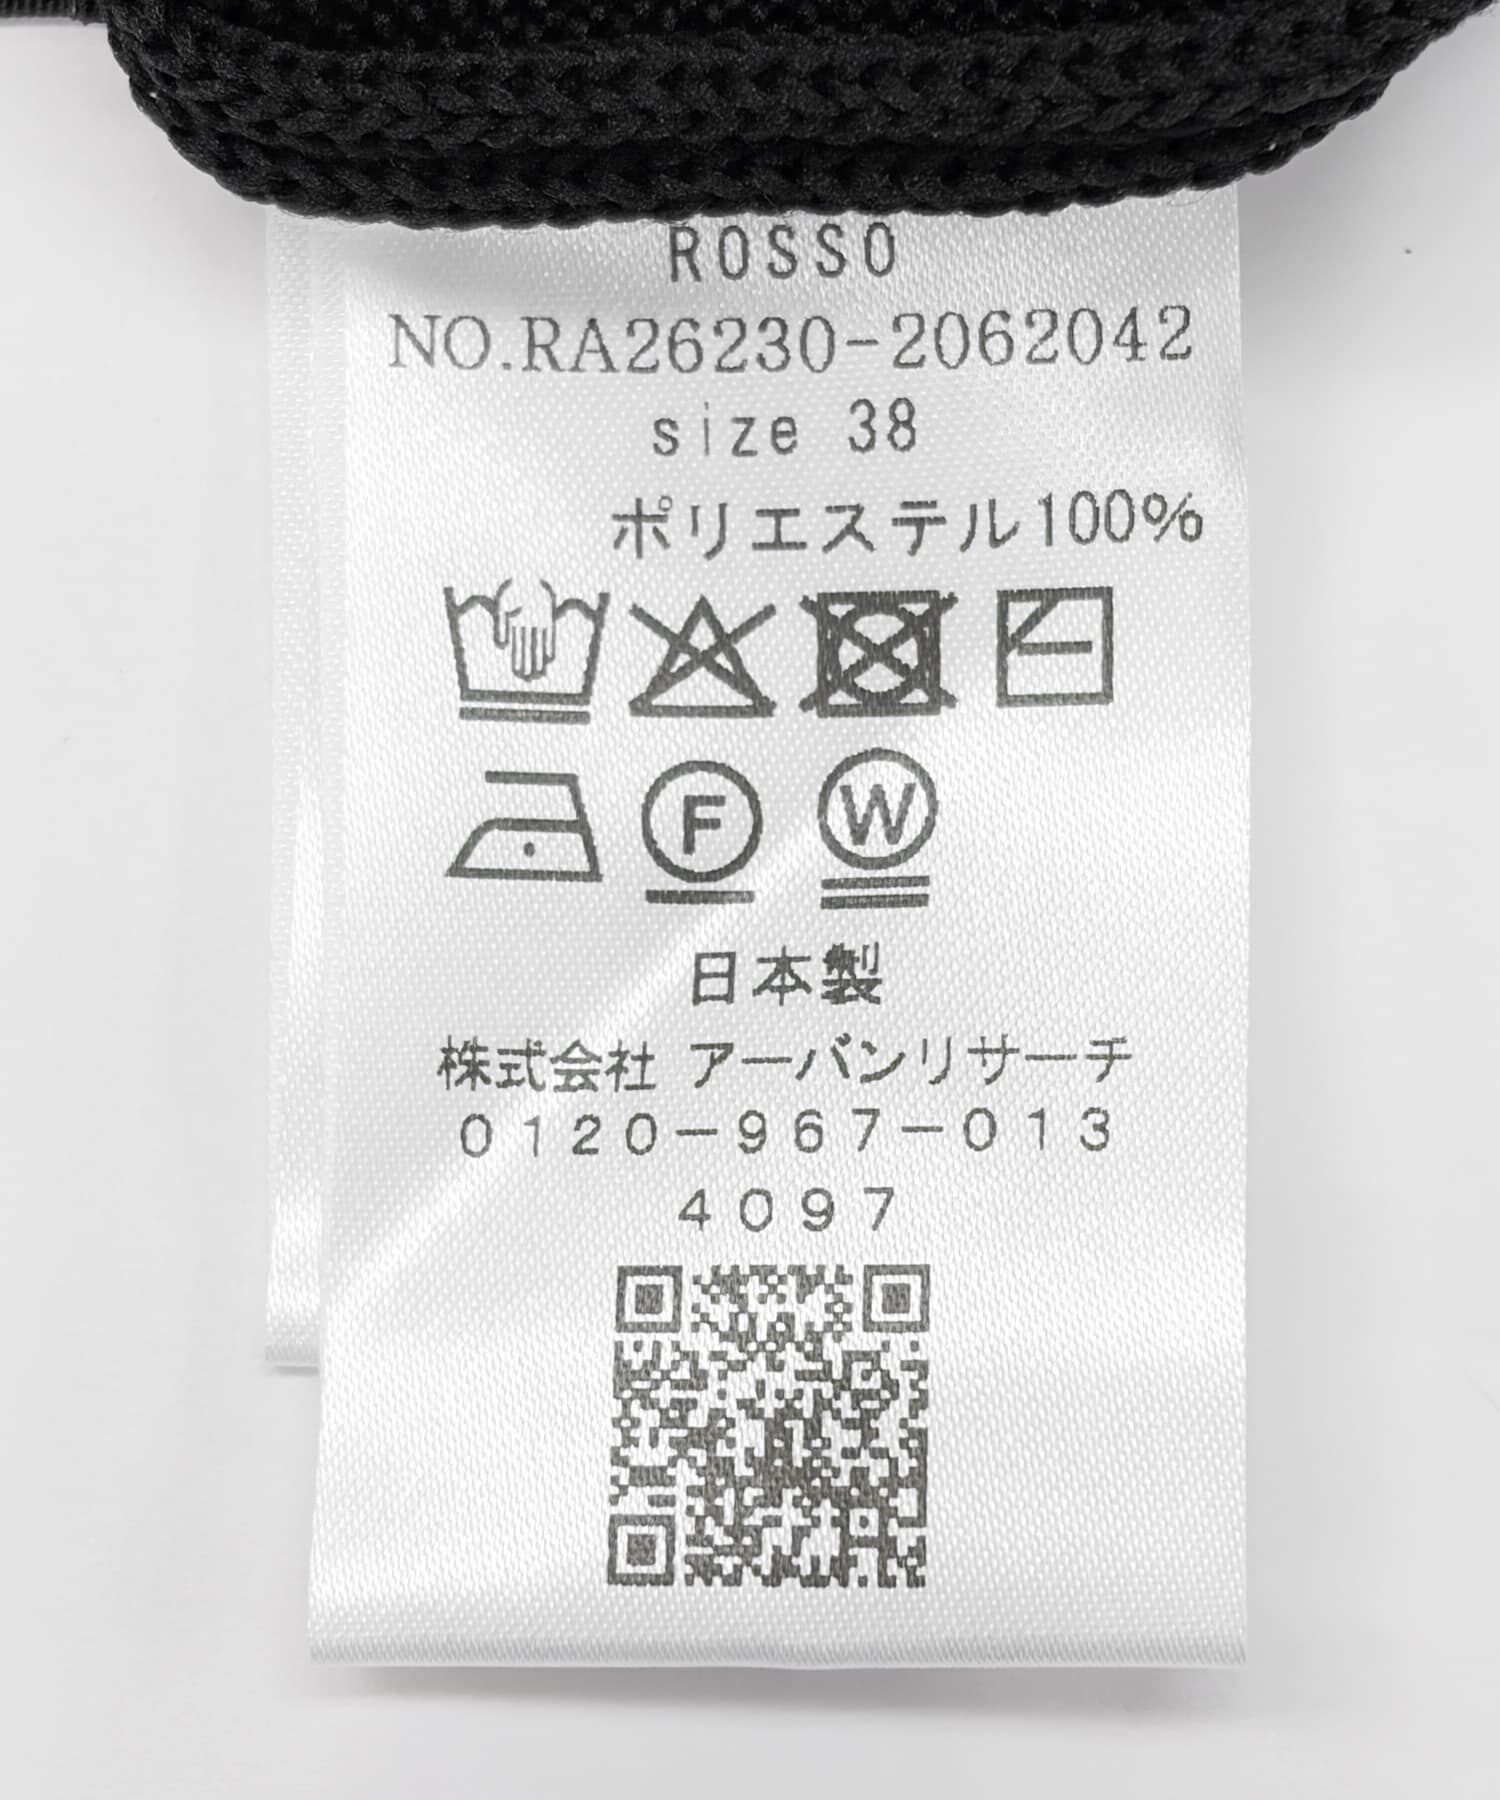 ROSSO
NO.RA26230-2062042
size 38
ポリエステル100%
F
W
日本製
株式会社 アーバンリサーチ
0120-967-013
4097